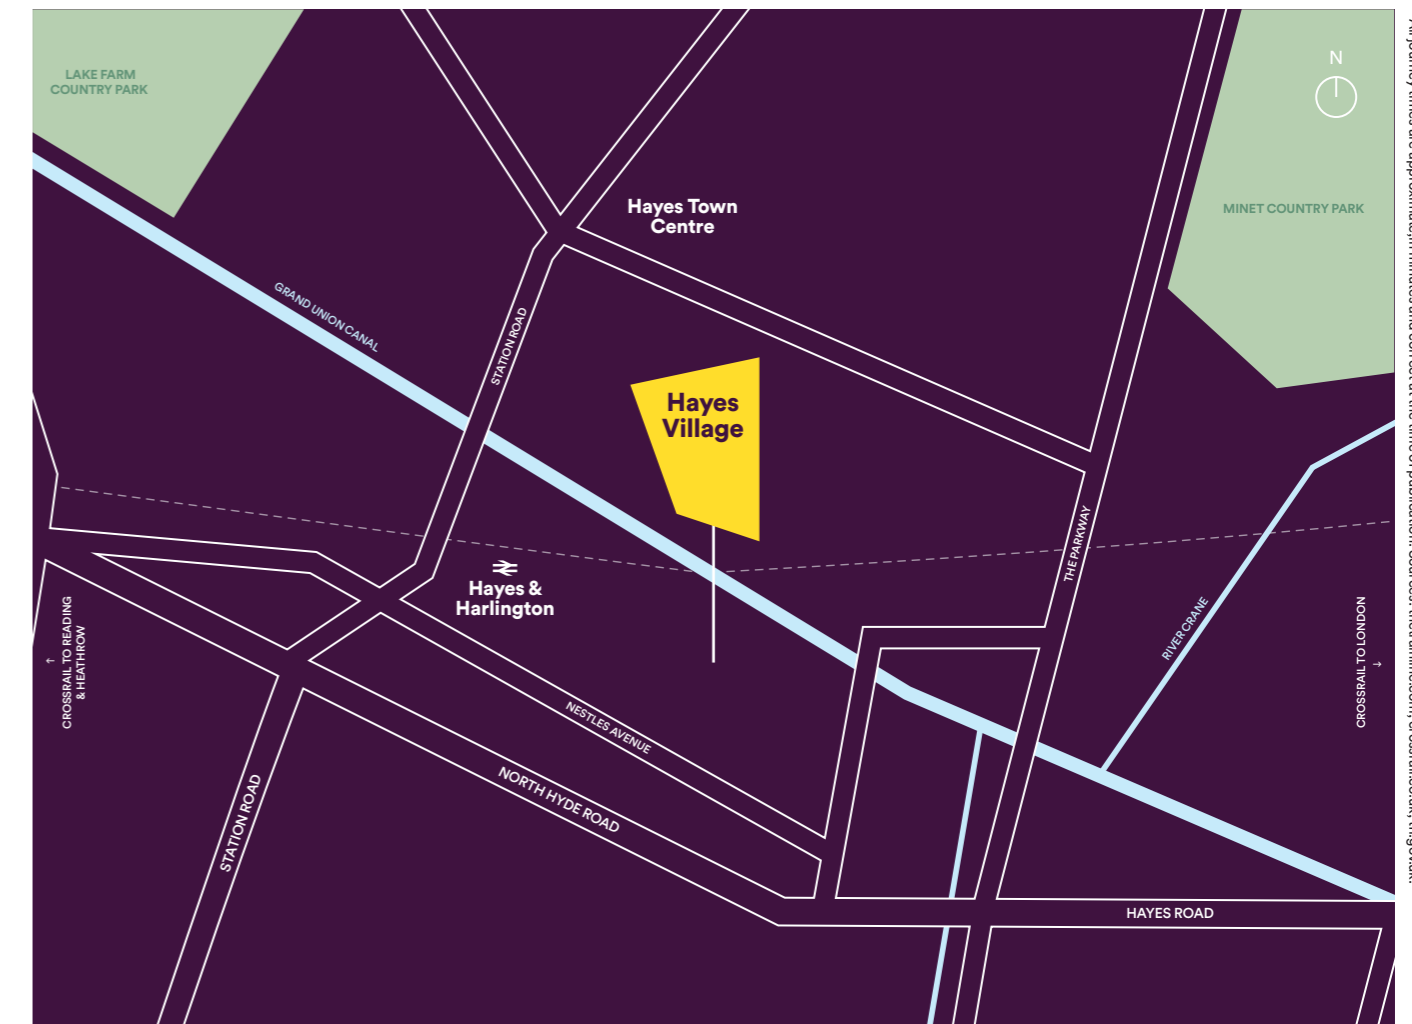 LAKE FARM
COUNTRY PARK
N
MINET COUNTRY PARK
Hayes Town
Centre
GRAND UNION CANAL
STATION ROAD
Hayes
Village
THE PARKWAY
Hayes &
Harlington
RIVER CRANE
CROSSRAIL TO READING
& HEATHROW
CROSSRAIL TO LONDON
NESTLES AVENUE
NORTH HYDE ROAD
STATION ROAD
HAYES ROAD